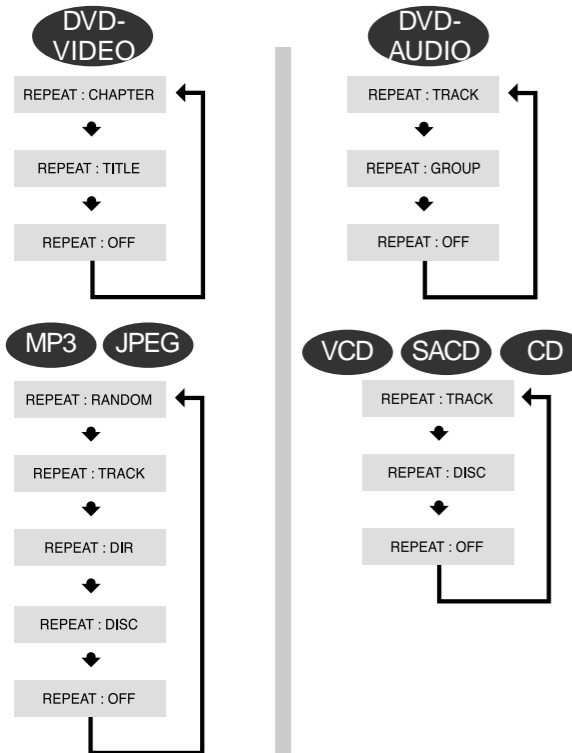 DVD-
VIDEO
REPEAT : CHAPTER
REPEAT : TITLE
REPEAT : OFF
DVD-
AUDIO
REPEAT : TRACK
REPEAT : GROUP
REPEAT : OFF
MP3 JPEG
REPEAT : RANDOM
REPEAT : TRACK
REPEAT : DIR
REPEAT : DISC
REPEAT : OFF
VCD SACD CD
REPEAT : TRACK
REPEAT : DISC
REPEAT : OFF